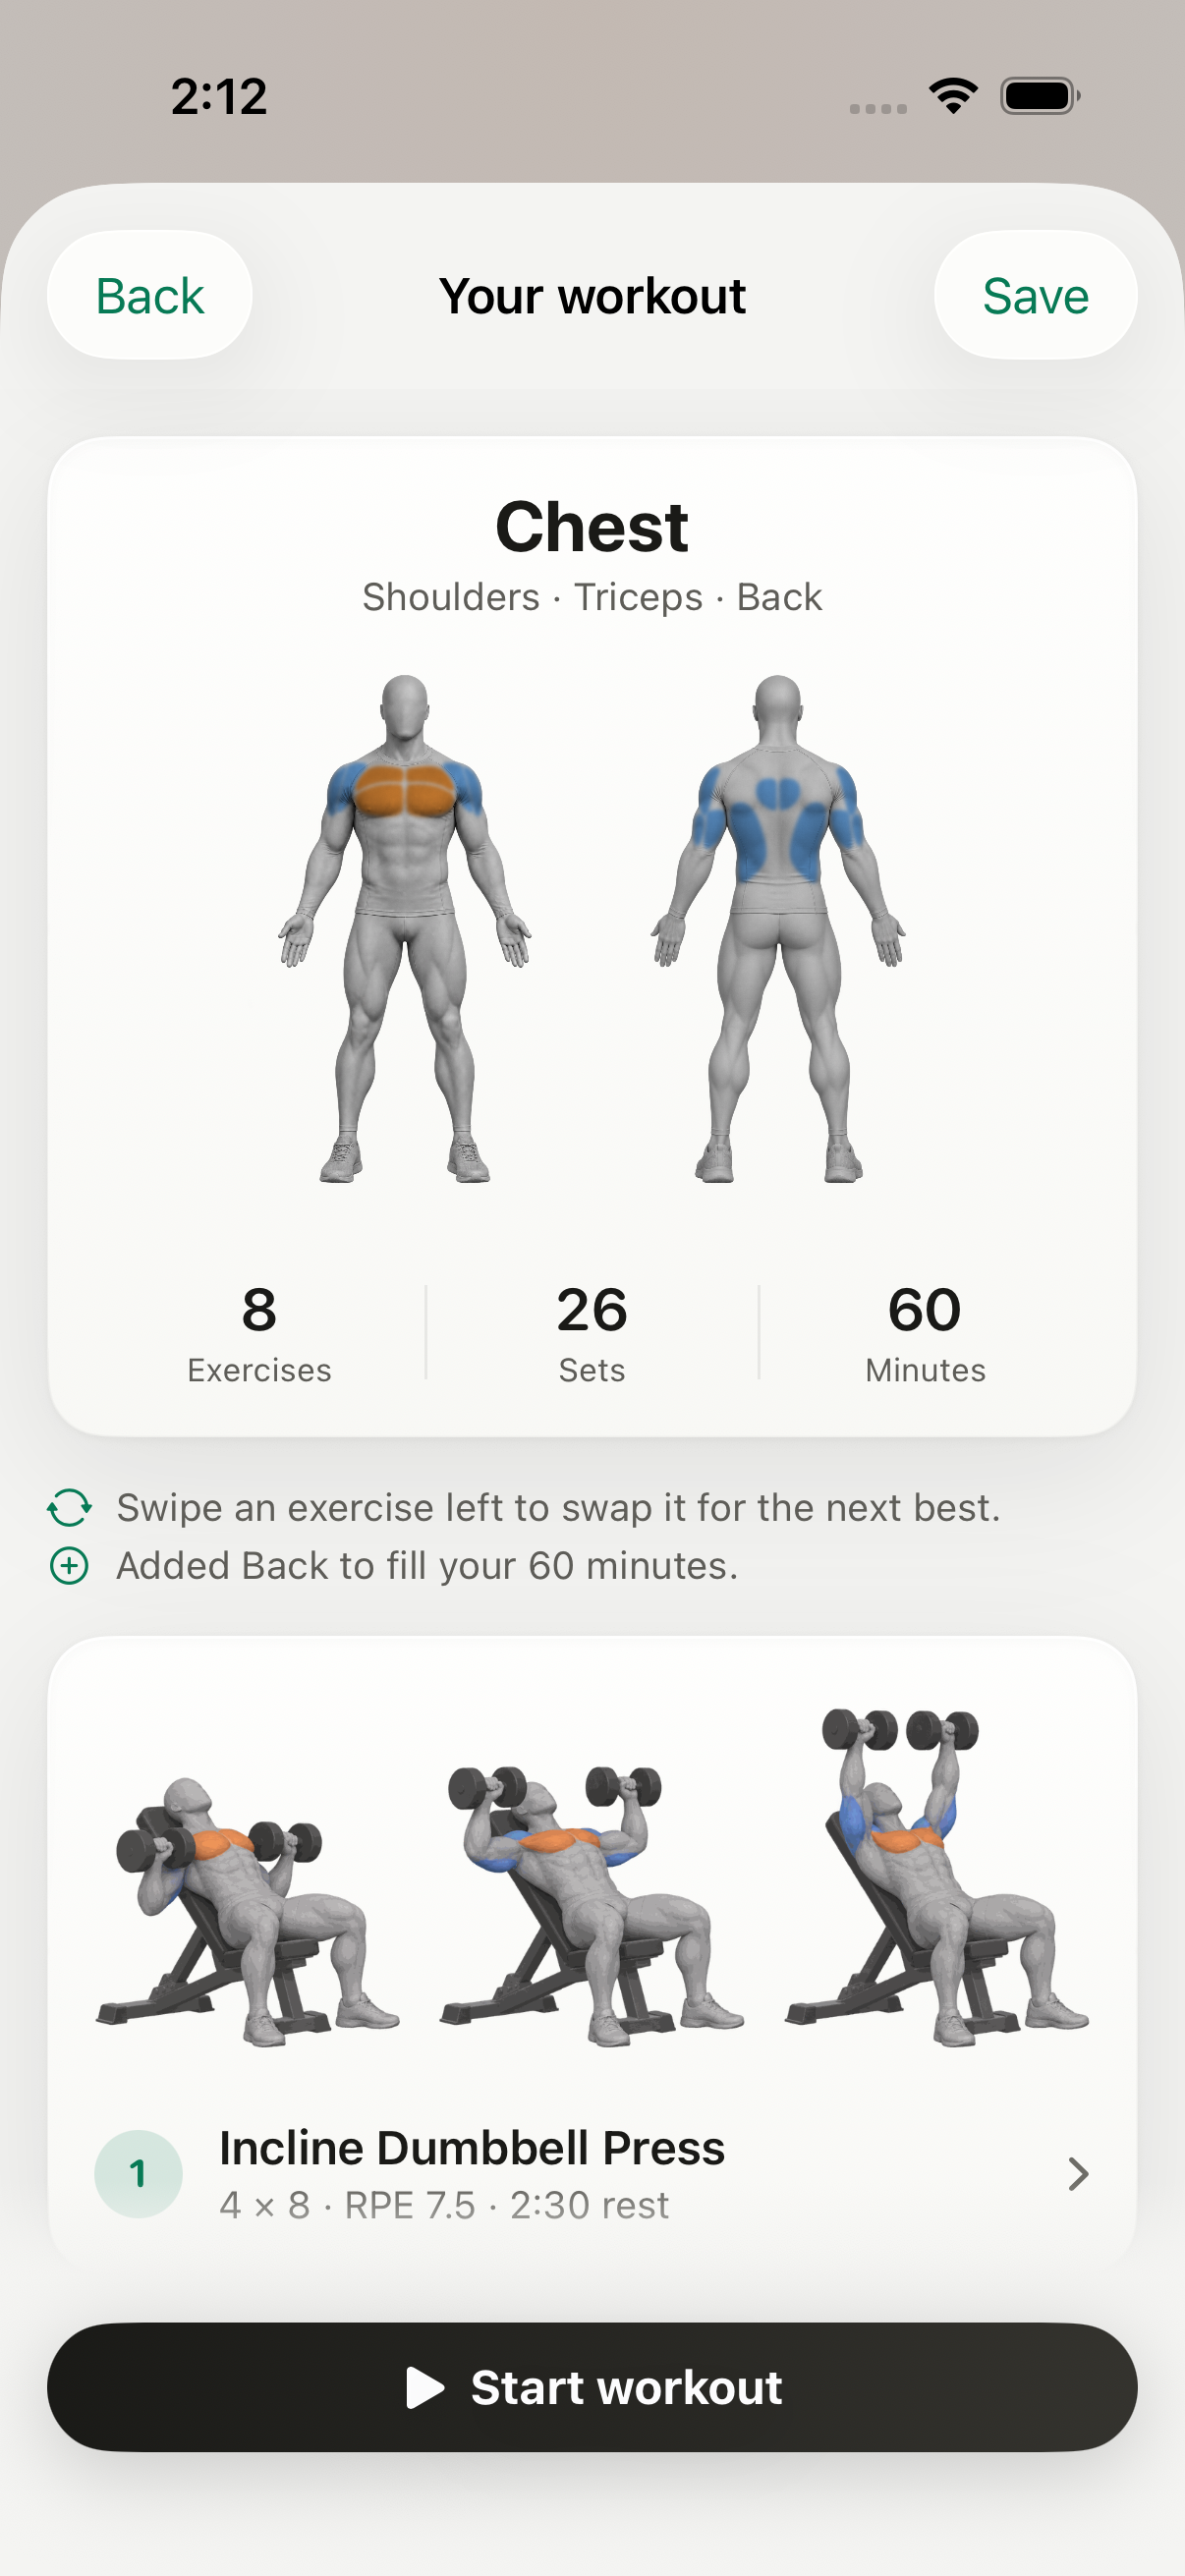 2:12
Back
Your workout
Save
Chest
Shoulders · Triceps · Back
8
26
60
Exercises
Sets
Minutes
Swipe an exercise left to swap it for the next best.
Added Back to fill your 60 minutes.
1
Incline Dumbbell Press
4 × 8 · RPE 7.5 · 2:30 rest
Start workout